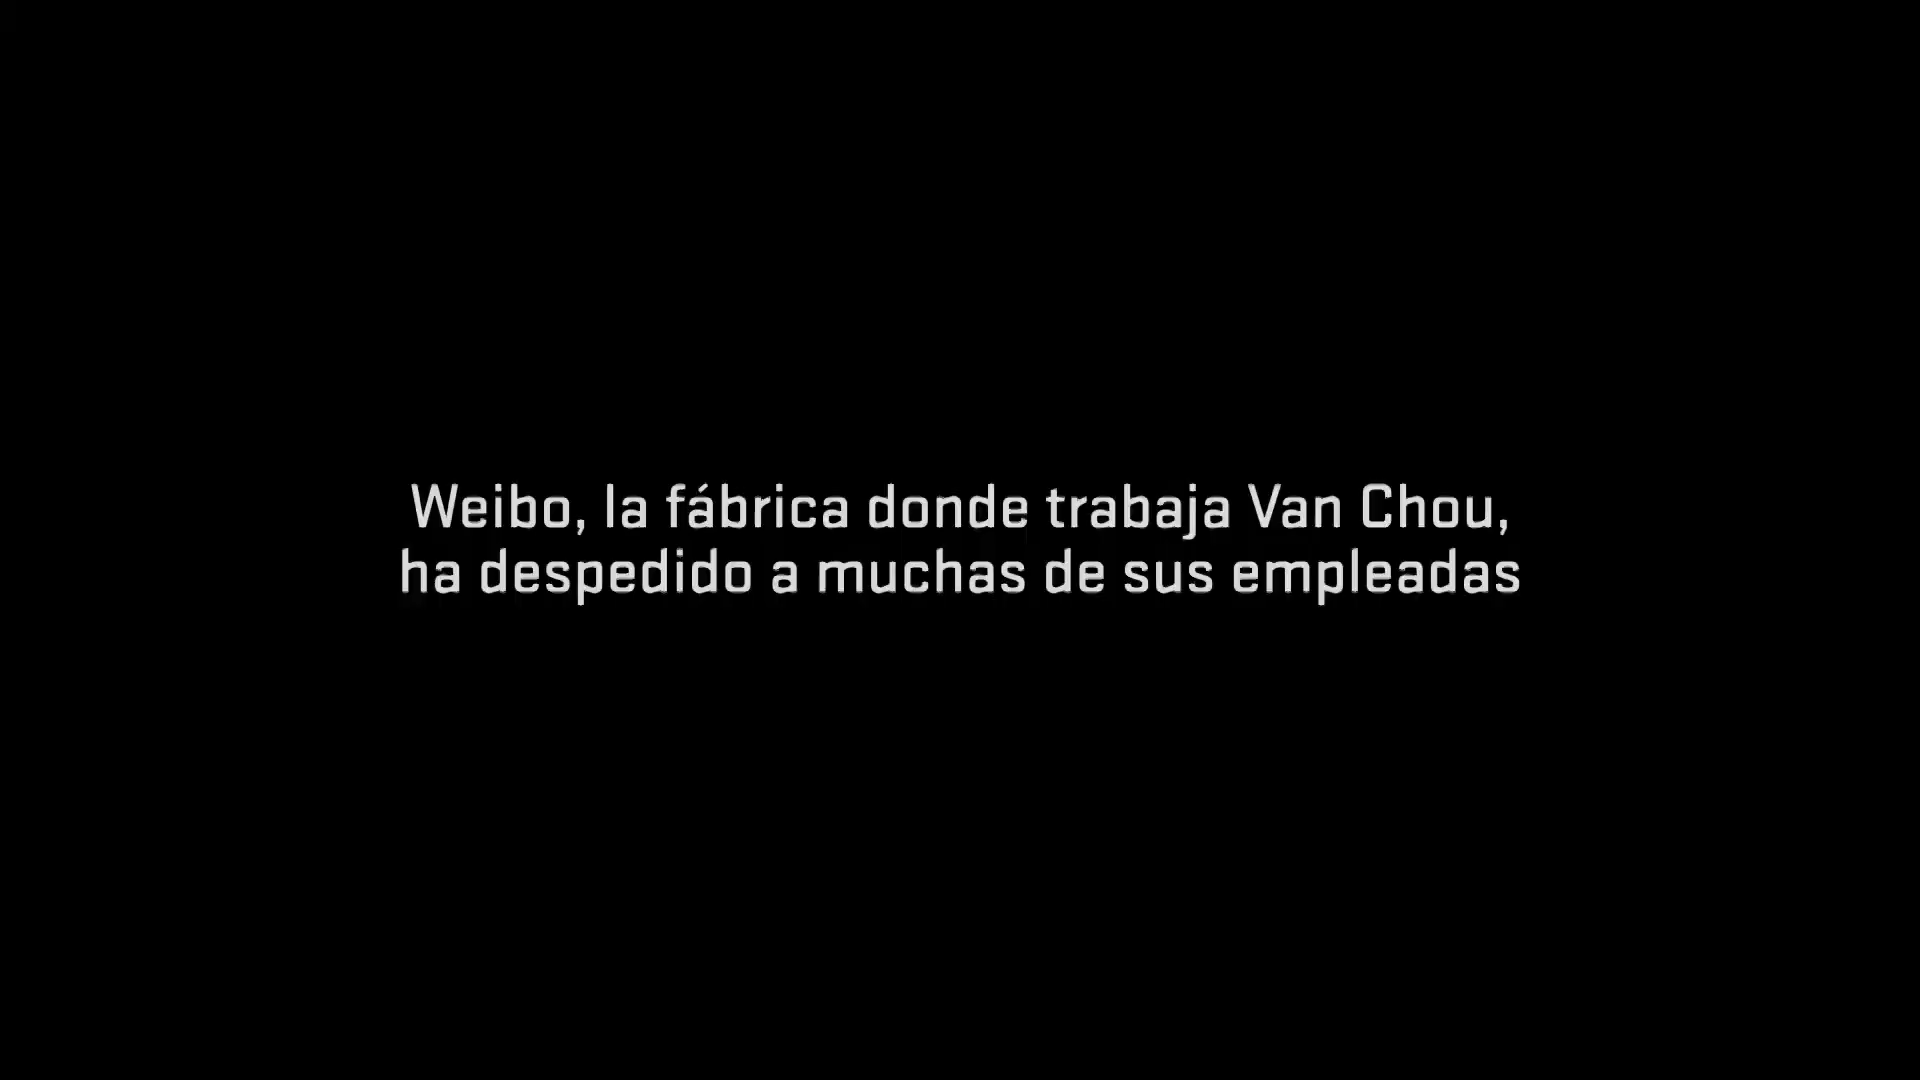 Weibo, la fábrica donde trabaja Van Chou,
ha despedido a muchas de sus empleadas